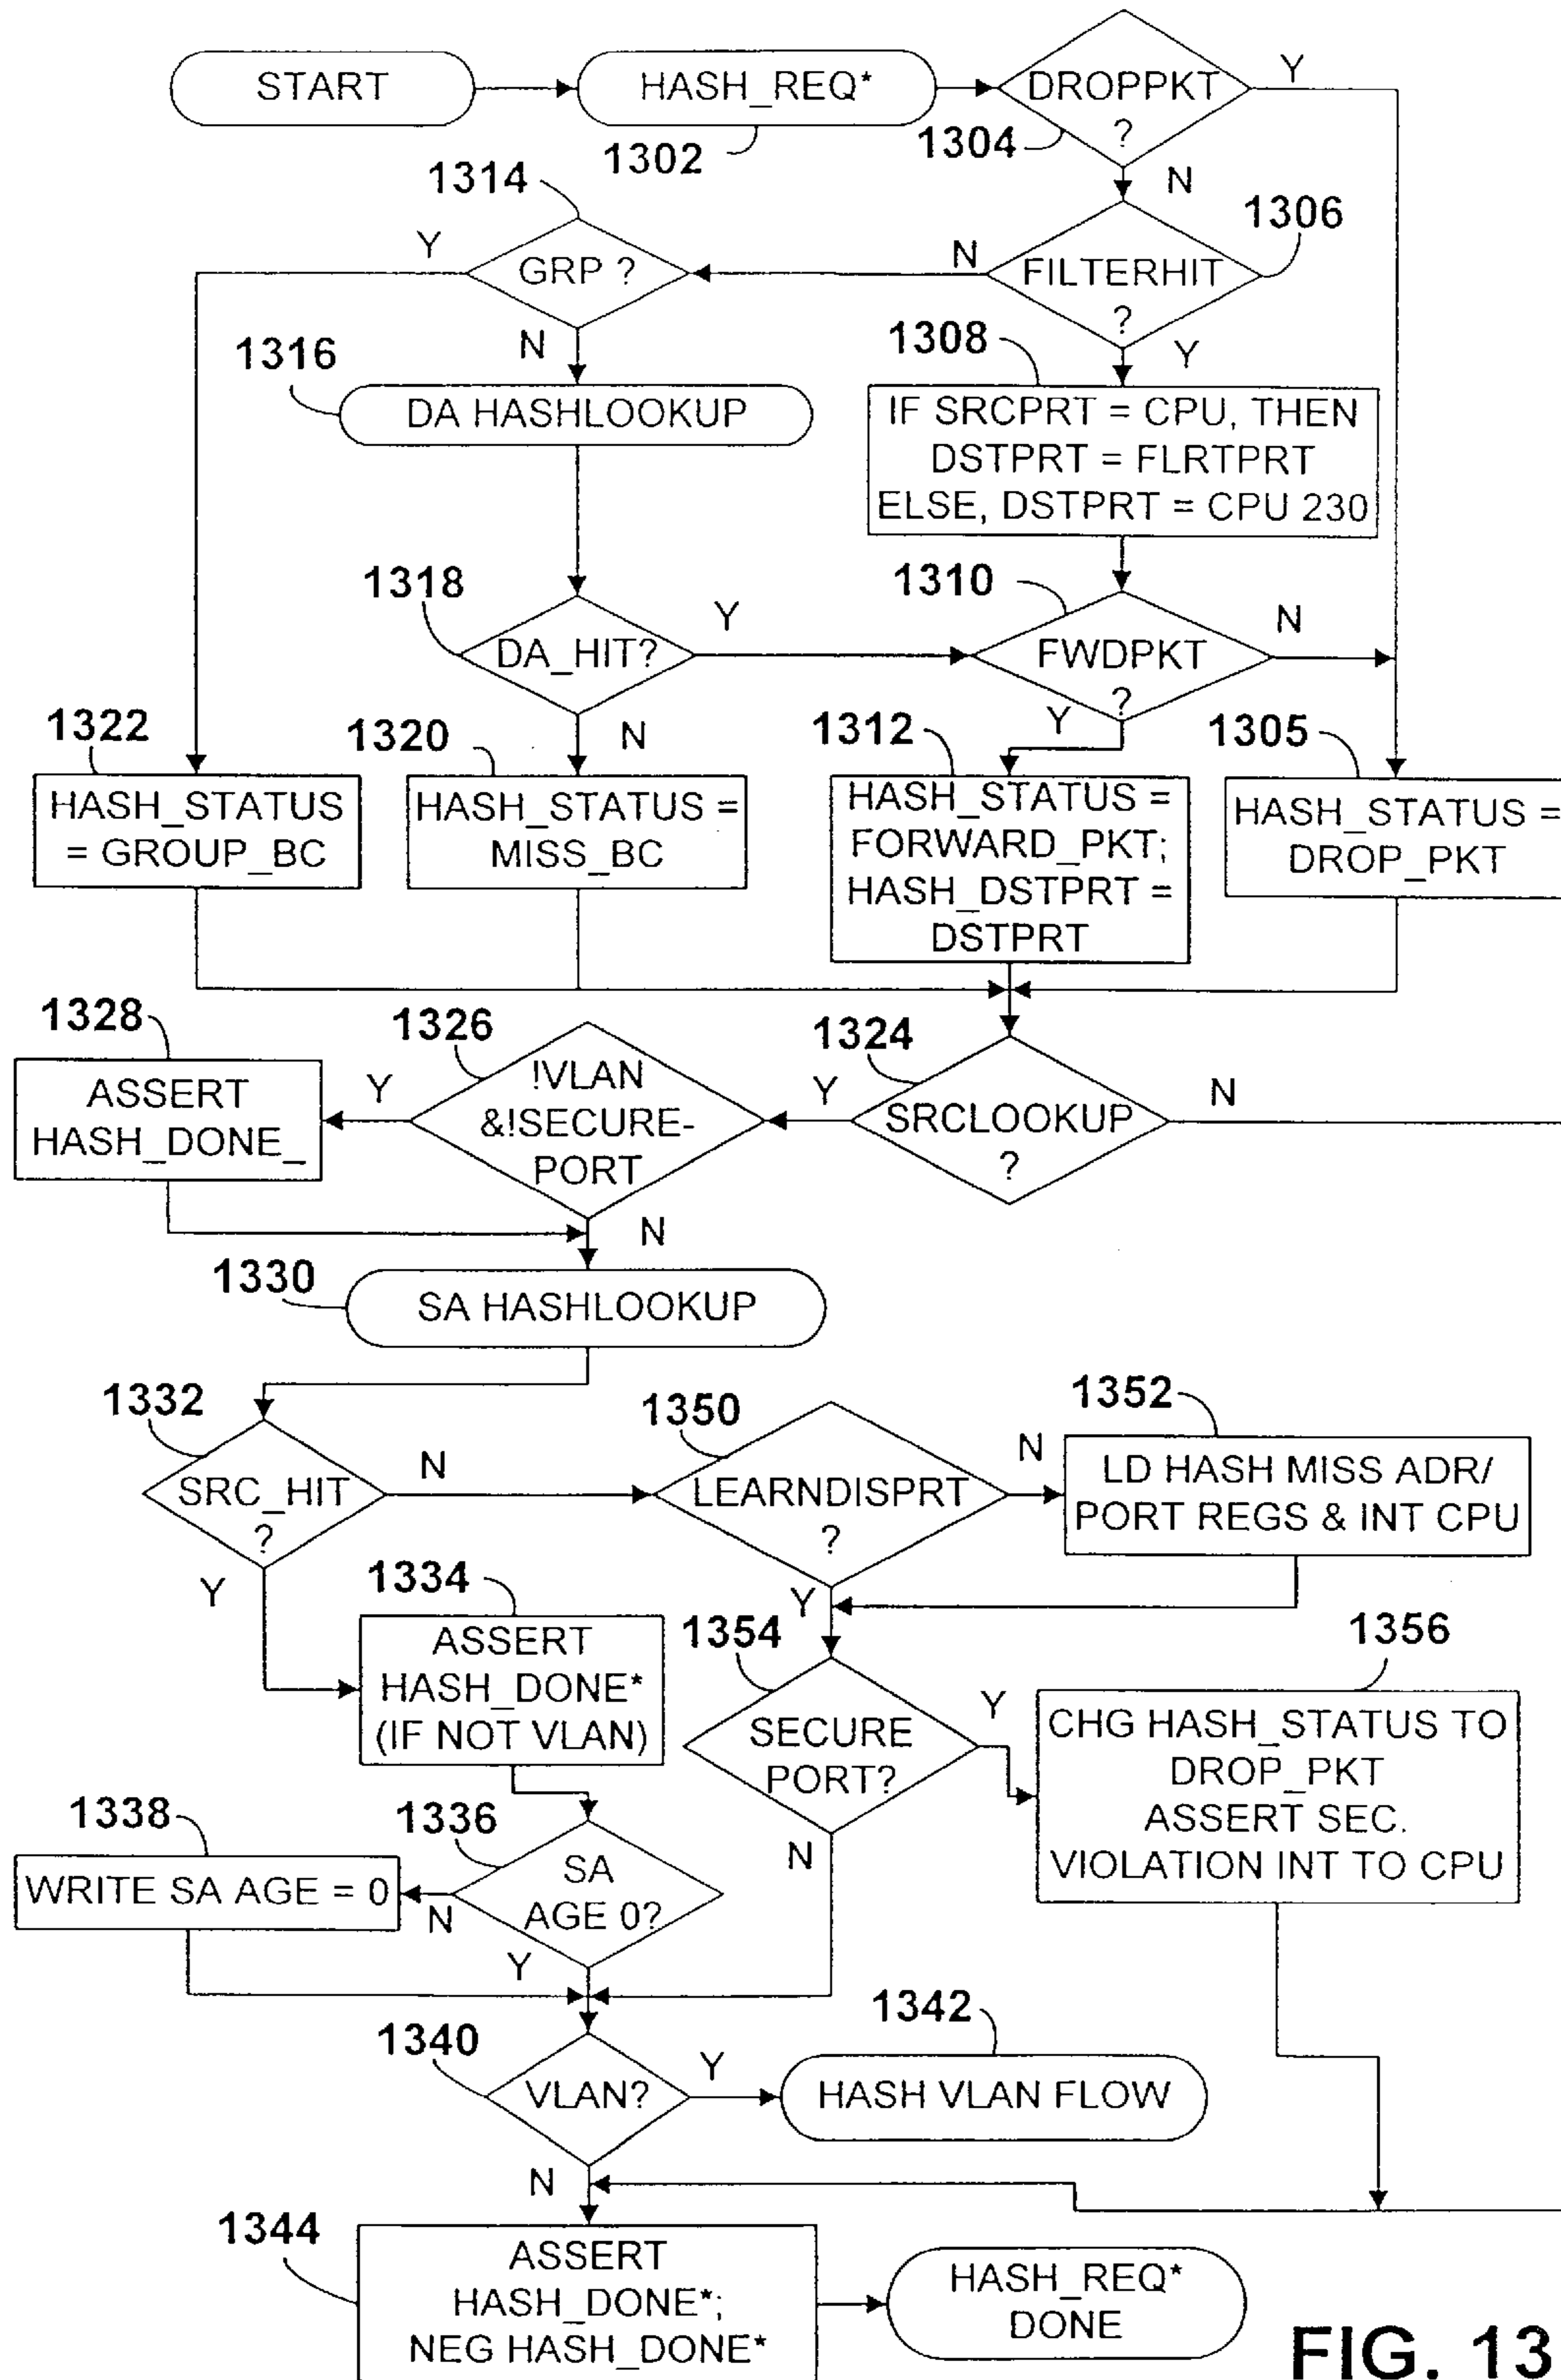 START
HASH_REQ*
1302
DROPPKT
?
1304
Y
N
1314
GRP ?
Y
N
FILTERHIT
?
1306
N
Y
1316
DA HASHLOOKUP
1308
IF SRCPRT = CPU, THEN
DSTPRT = FLRTPRT
ELSE, DSTPRT = CPU 230
1318
DA_HIT?
Y
N
1310
FWDPKT
?
N
Y
1322
HASH_STATUS
= GROUP_BC
1320
HASH_STATUS =
MISS_BC
1312
HASH_STATUS =
FORWARD_PKT;
HASH_DSTPRT =
DSTPRT
1305
HASH_STATUS =
DROP_PKT
1328
ASSERT
HASH_DONE_
1326
!VLAN
&!SECURE-
PORT
Y
N
1324
SRCLOOKUP
?
Y
N
1330
SA HASHLOOKUP
1332
SRC_HIT
?
N
Y
1350
LEARNDISPRT
?
N
Y
1352
LD HASH MISS ADR/
PORT REGS & INT CPU
1334
ASSERT
HASH_DONE*
(IF NOT VLAN)
1354
SECURE
PORT?
Y
N
1356
CHG HASH_STATUS TO
DROP_PKT
ASSERT SEC.
VIOLATION INT TO CPU
1338
WRITE SA AGE = 0
1336
SA
AGE 0?
N
Y
1340
VLAN?
Y
N
1342
HASH VLAN FLOW
1344
ASSERT
HASH_DONE*;
NEG HASH_DONE*
HASH_REQ*
DONE
FIG. 13